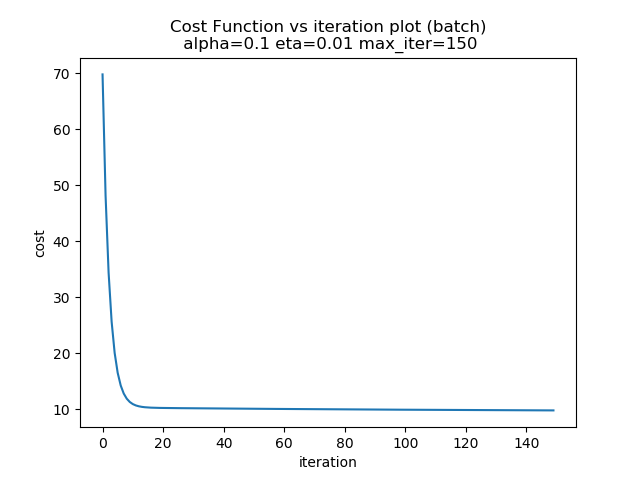 Cost Function vs iteration plot (batch)
alpha=0.1 eta=0.01 max_iter=150
70
60
50
40
30
20
10
cost
0 20 40 60 80 100 120 140
iteration